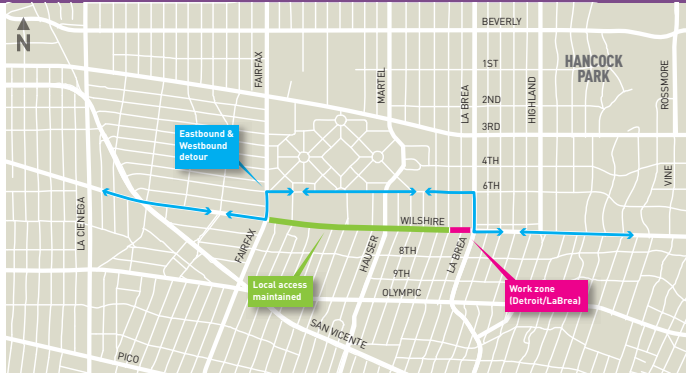 N
BEVERLY
1ST
HANCOCK
PARK
FAIRFAX
MARTEL
LA BREA
HIGHLAND
ROSSMORE
2ND
3RD
Eastbound &
Westbound
detour
4TH
6TH
VINE
LA CIENEGA
WILSHIRE
FAIRFAX
HAUSER
8TH
LA BREA
9TH
Local access
maintained
OLYMPIC
Work zone
(Detroit/LaBrea)
SAN VICENTE
PICO